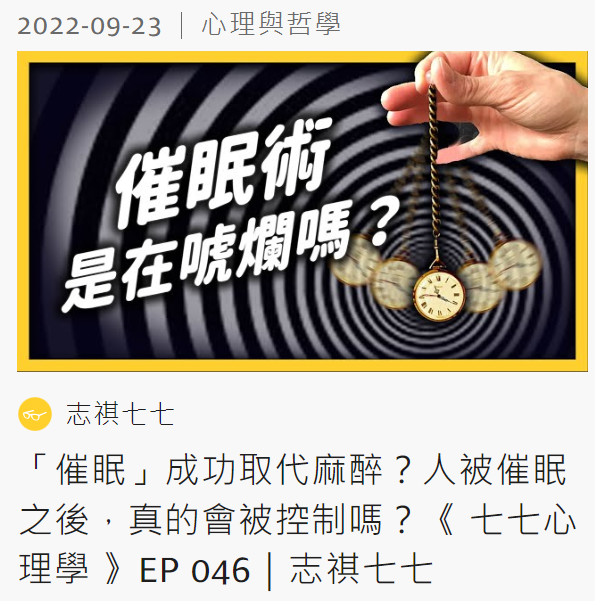 2022-09-23 | 心理與哲學
催眠術
是在唬爛嗎？
志祺七七
「催眠」成功取代麻醉？人被催眠
之後，真的會被控制嗎？《 七七心
理學 》EP 046 | 志祺七七